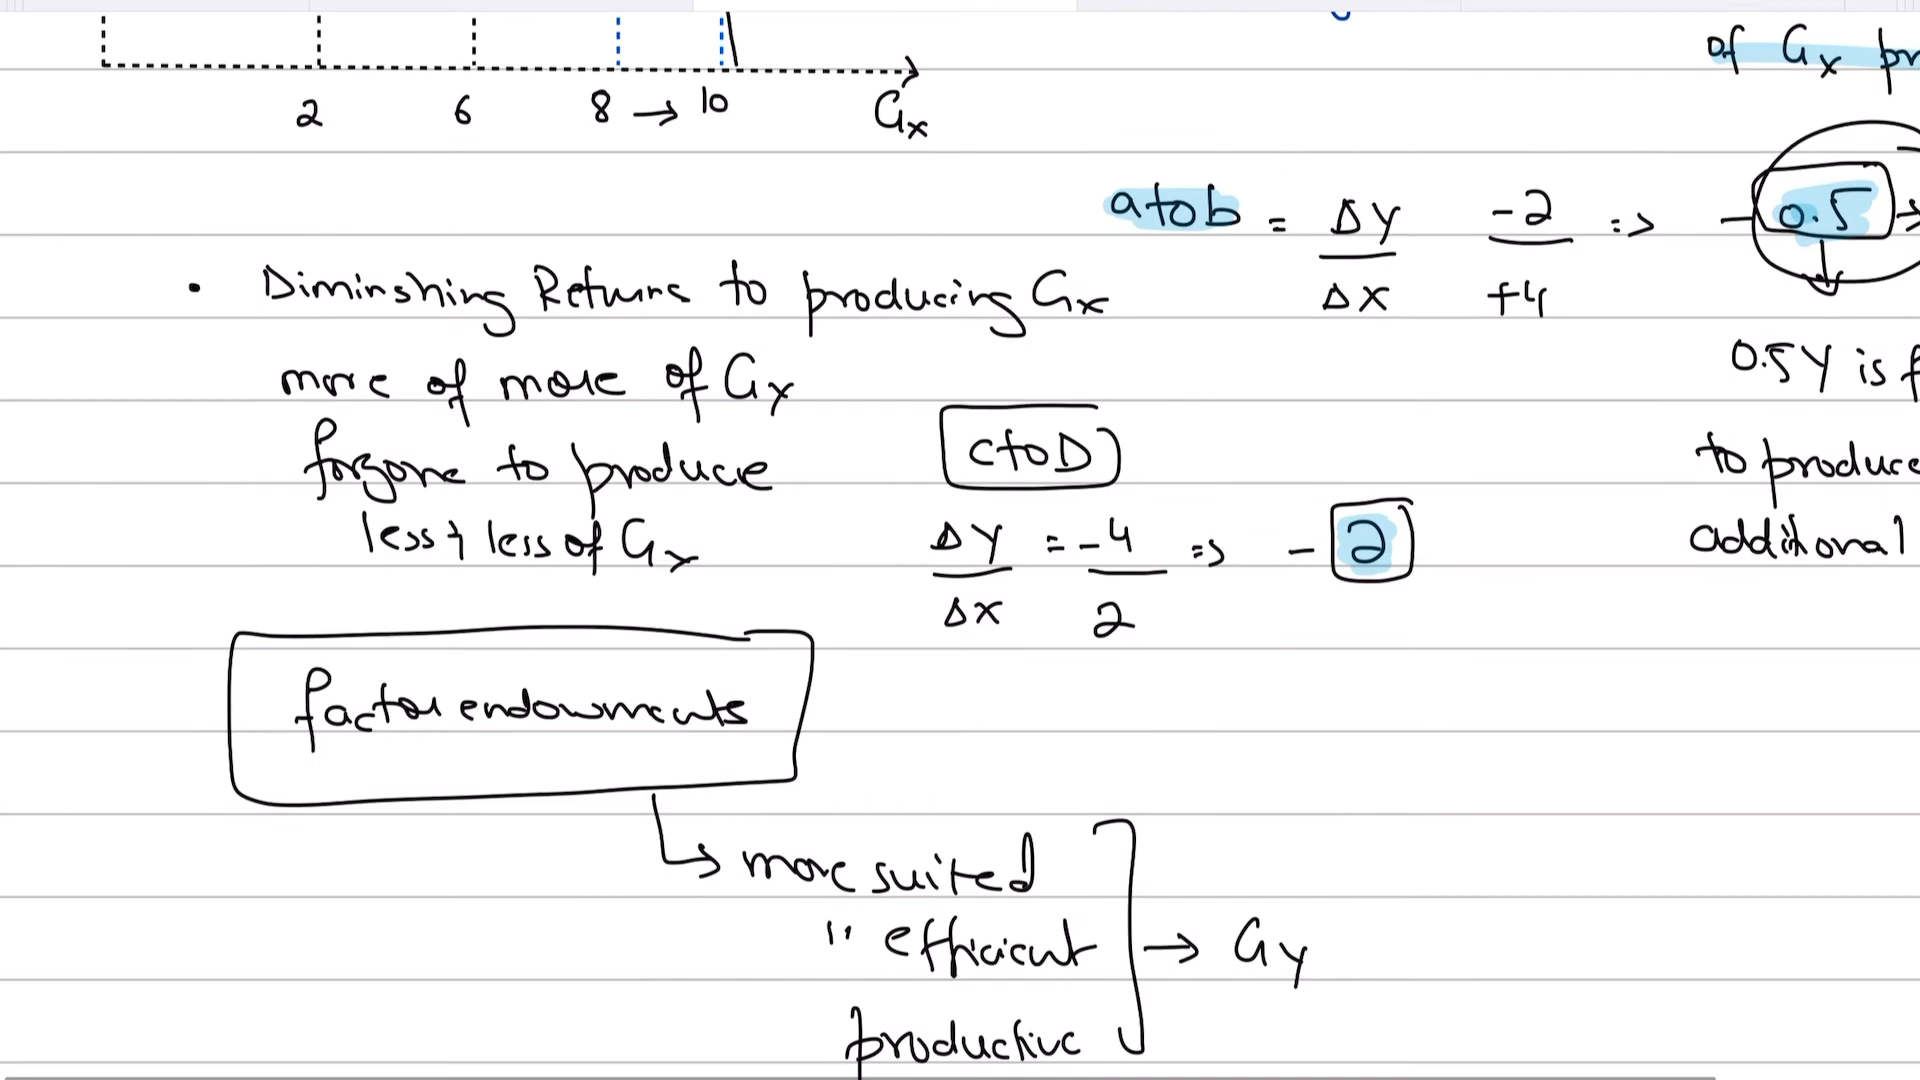 2 6 8 → 10 Gx
of Gx pr
a to b = Δy -2 => - 0.5 →
Δx +4
• Diminshing Returns to producing Gx
more of more of Gx
0.5Y is f
forgone to produce
C to D
to produce
less & less of Gx
Δy = -4 => - 2
additional
Δx 2
factor endowments
↳ more suited
" efficient → Gy
productive